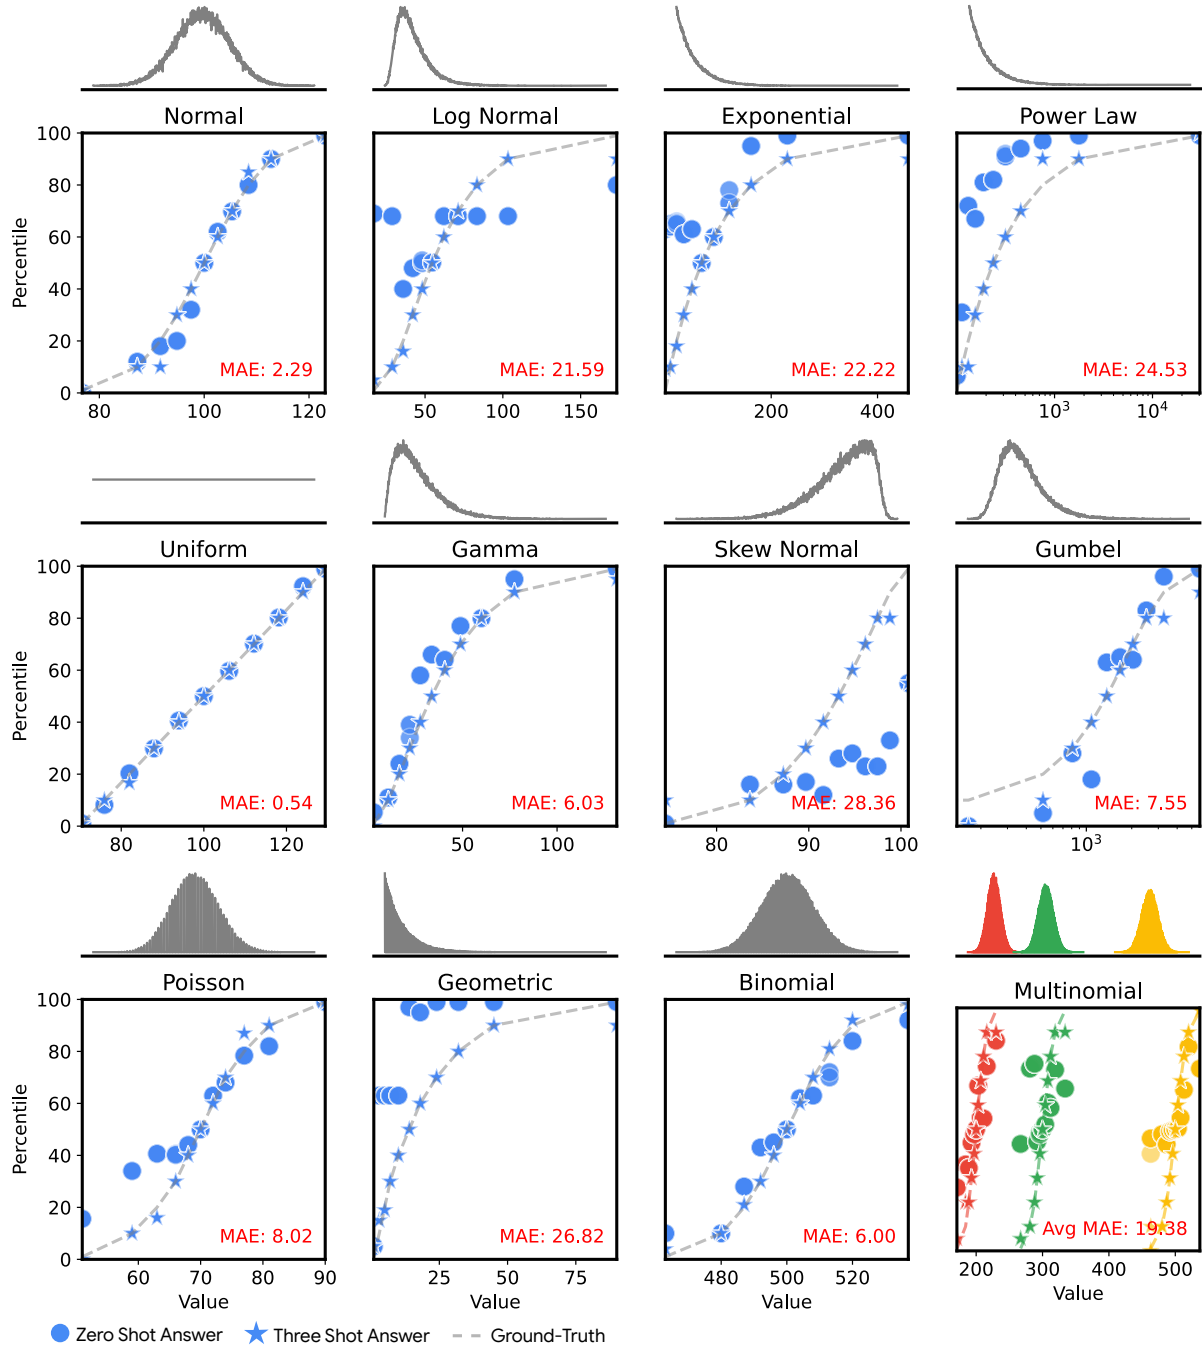 Normal
Log Normal
Exponential
Power Law
Percentile
100
80
60
40
20
0
MAE: 2.29
MAE: 21.59
MAE: 22.22
MAE: 24.53
80 100 120
50 100 150
200 400
10³ 10⁴
Uniform
Gamma
Skew Normal
Gumbel
Percentile
100
80
60
40
20
0
MAE: 0.54
MAE: 6.03
MAE: 28.36
MAE: 7.55
80 100 120
50 100
80 90 100
10³
Poisson
Geometric
Binomial
Multinomial
Percentile
100
80
60
40
20
0
MAE: 8.02
MAE: 26.82
MAE: 6.00
Avg MAE: 19.38
60 70 80 90
25 50 75
480 500 520
200 300 400 500
Value
Value
Value
Value
Zero Shot Answer
Three Shot Answer
Ground-Truth